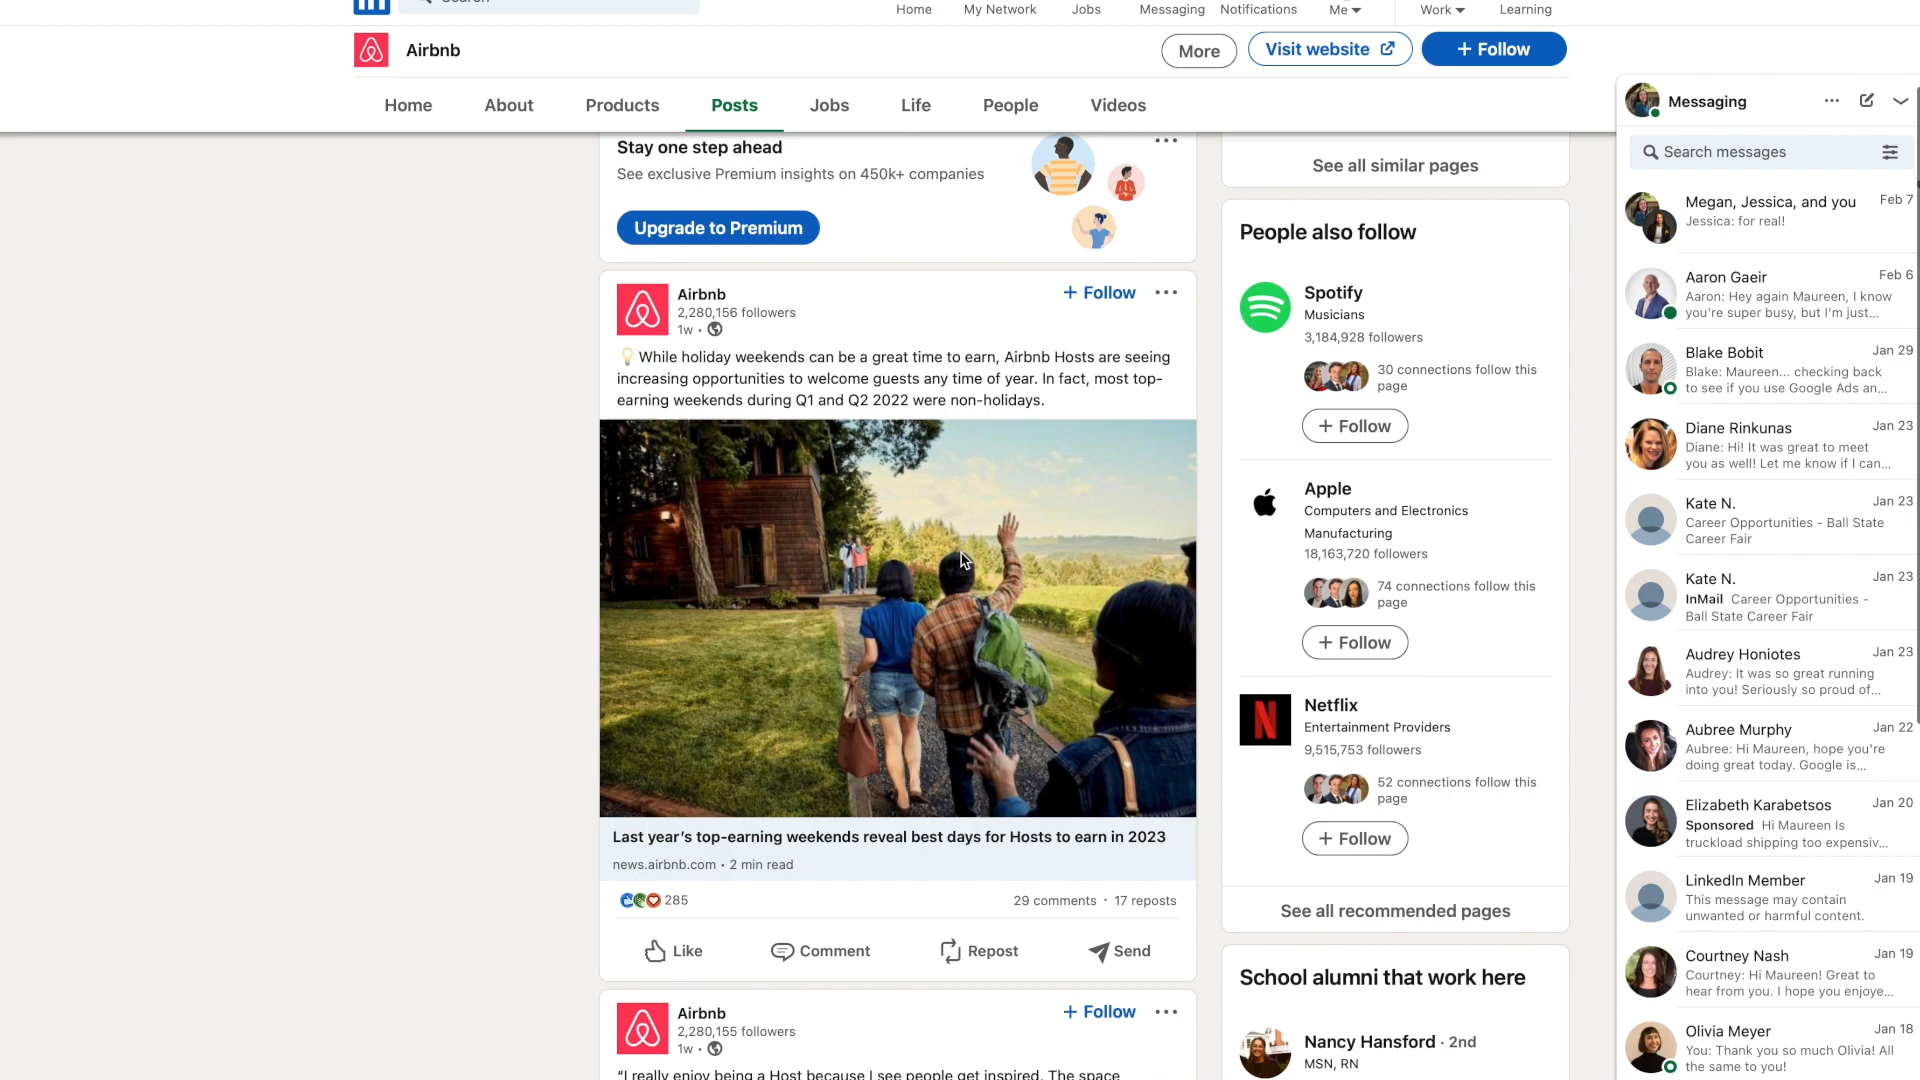 Search
Home
My Network
Jobs
Messaging
Notifications
Me
Work
Learning
Airbnb
More
Visit website
+ Follow
Home
About
Products
Posts
Jobs
Life
People
Videos
Stay one step ahead
See exclusive Premium insights on 450k+ companies
Upgrade to Premium
Airbnb
2,280,156 followers
1w •
+ Follow
While holiday weekends can be a great time to earn, Airbnb Hosts are seeing
increasing opportunities to welcome guests any time of year. In fact, most top-
earning weekends during Q1 and Q2 2022 were non-holidays.
Last year's top-earning weekends reveal best days for Hosts to earn in 2023
news.airbnb.com • 2 min read
285
29 comments • 17 reposts
Like
Comment
Repost
Send
Airbnb
2,280,155 followers
1w •
+ Follow
“I really enjoy being a Host because I see people get inspired. The space
See all similar pages
People also follow
Spotify
Musicians
3,184,928 followers
30 connections follow this
page
+ Follow
Apple
Computers and Electronics
Manufacturing
18,163,720 followers
74 connections follow this
page
+ Follow
Netflix
Entertainment Providers
9,515,753 followers
52 connections follow this
page
+ Follow
See all recommended pages
School alumni that work here
Nancy Hansford · 2nd
MSN, RN
Messaging
Search messages
Megan, Jessica, and you Feb 7
Jessica: for real!
Aaron Gaeir Feb 6
Aaron: Hey again Maureen, I know
you're super busy, but I'm just...
Blake Bobit Jan 29
Blake: Maureen... checking back
to see if you use Google Ads an...
Diane Rinkunas Jan 23
Diane: Hi! It was great to meet
you as well! Let me know if I can...
Kate N. Jan 23
Career Opportunities - Ball State
Career Fair
Kate N. Jan 23
InMail Career Opportunities -
Ball State Career Fair
Audrey Honiotes Jan 23
Audrey: It was so great running
into you! Seriously so proud of...
Aubree Murphy Jan 22
Aubree: Hi Maureen, hope you're
doing great today. Google is...
Elizabeth Karabetsos Jan 20
Sponsored Hi Maureen Is
truckload shipping too expensiv...
LinkedIn Member Jan 19
This message may contain
unwanted or harmful content.
Courtney Nash Jan 19
Courtney: Hi Maureen! Great to
hear from you. I hope you enjoye...
Olivia Meyer Jan 18
You: Thank you so much Olivia! All
the same to you!